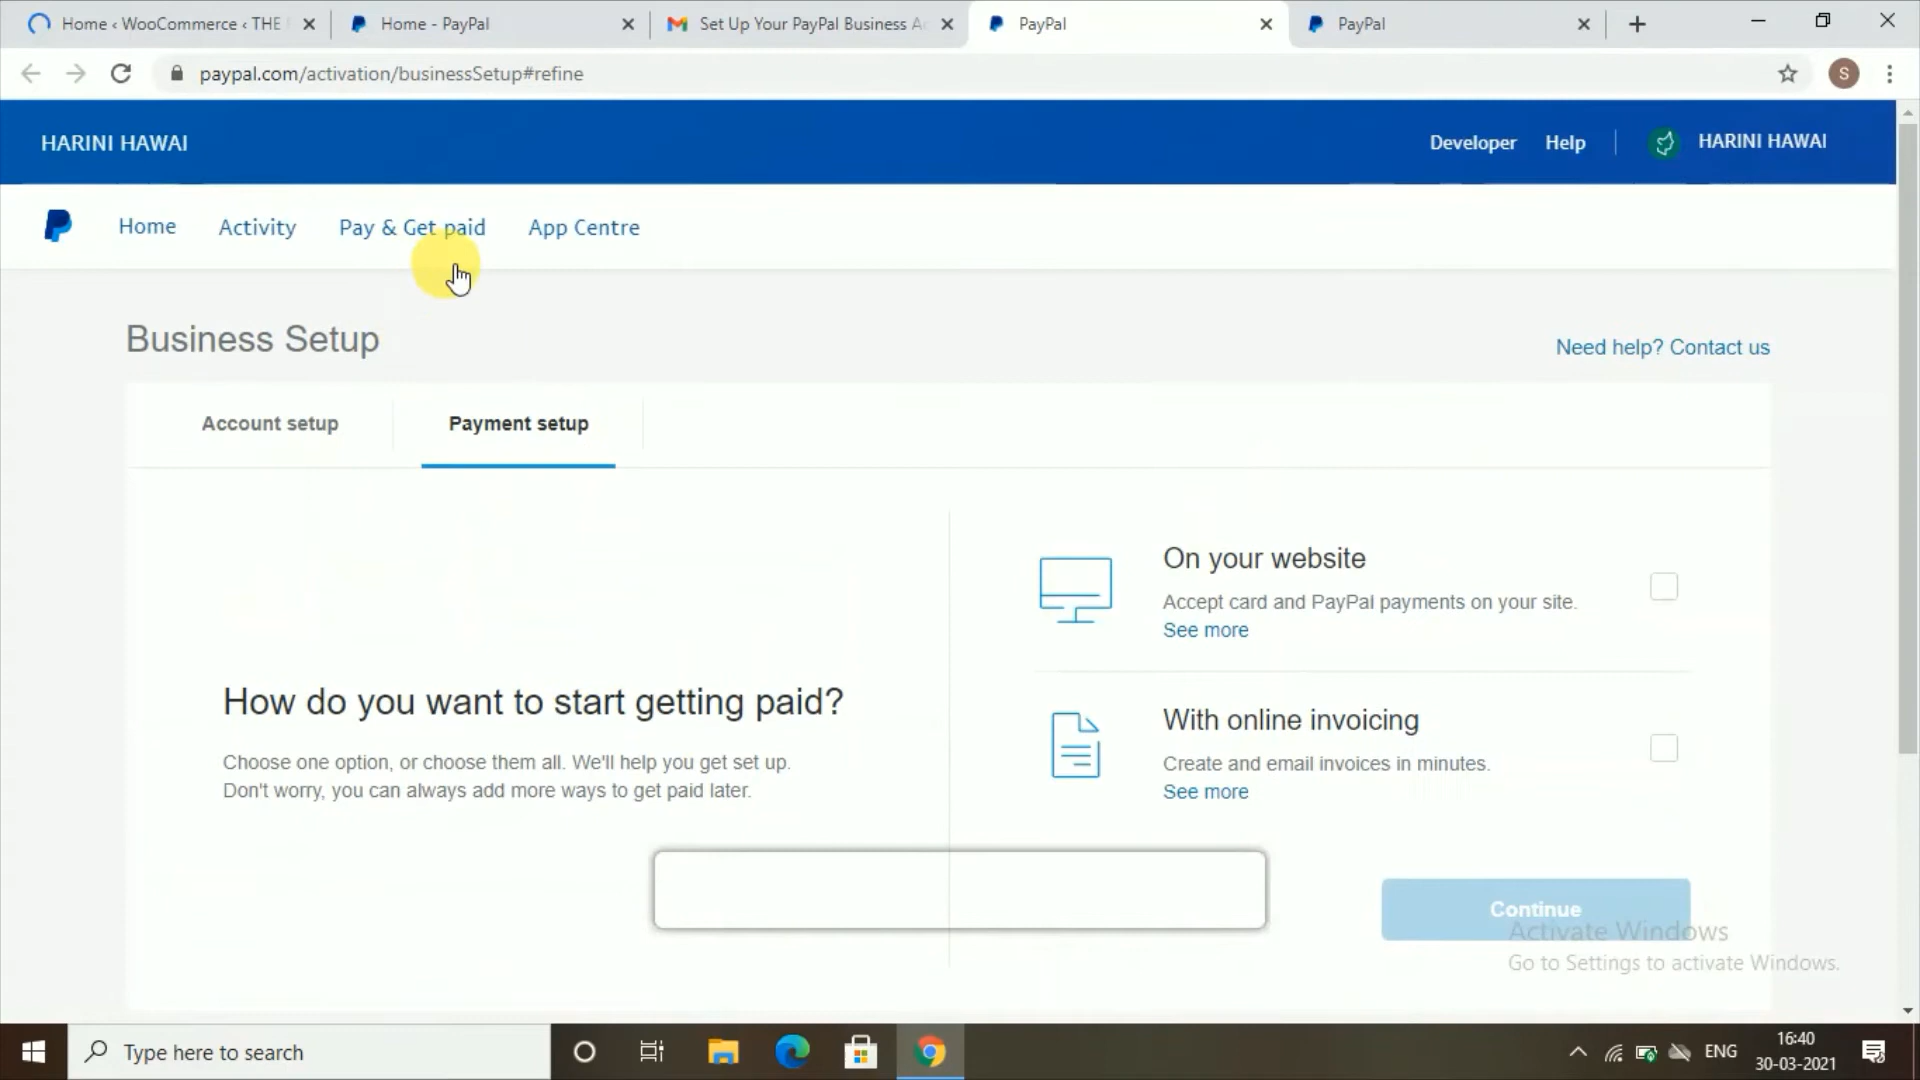 Home ‹ WooCommerce ‹ THE
Home - PayPal
Set Up Your PayPal Business A
PayPal
PayPal
paypal.com/activation/businessSetup#refine
S
HARINI HAWAI
Developer
Help
HARINI HAWAI
Home
Activity
Pay & Get paid
App Centre
Business Setup
Need help? Contact us
Account setup
Payment setup
On your website
Accept card and PayPal payments on your site.
See more
How do you want to start getting paid?
Choose one option, or choose them all. We'll help you get set up.
Don't worry, you can always add more ways to get paid later.
With online invoicing
Create and email invoices in minutes.
See more
Continue
Activate Windows
Go to Settings to activate Windows.
Type here to search
ENG
16:40
30-03-2021